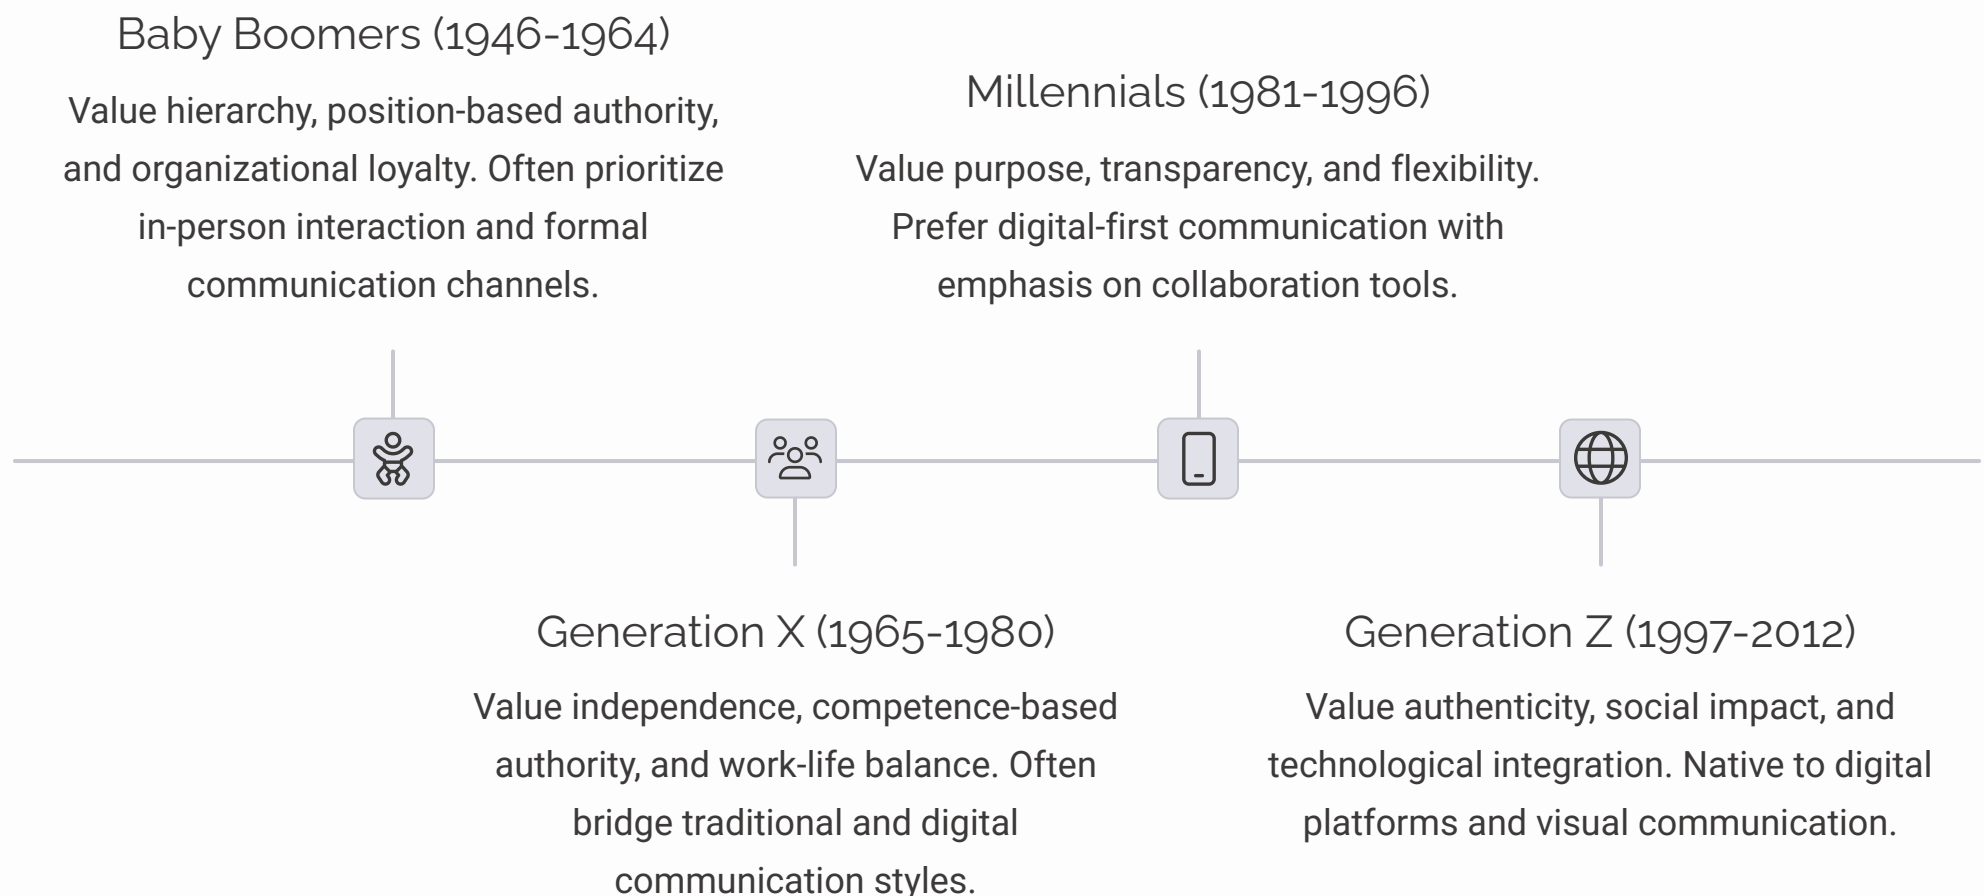 Baby Boomers (1946-1964)
Value hierarchy, position-based authority,
and organizational loyalty. Often prioritize
in-person interaction and formal
communication channels.
Generation X (1965-1980)
Value independence, competence-based
authority, and work-life balance. Often
bridge traditional and digital
communication styles.
Millennials (1981-1996)
Value purpose, transparency, and flexibility.
Prefer digital-first communication with
emphasis on collaboration tools.
Generation Z (1997-2012)
Value authenticity, social impact, and
technological integration. Native to digital
platforms and visual communication.